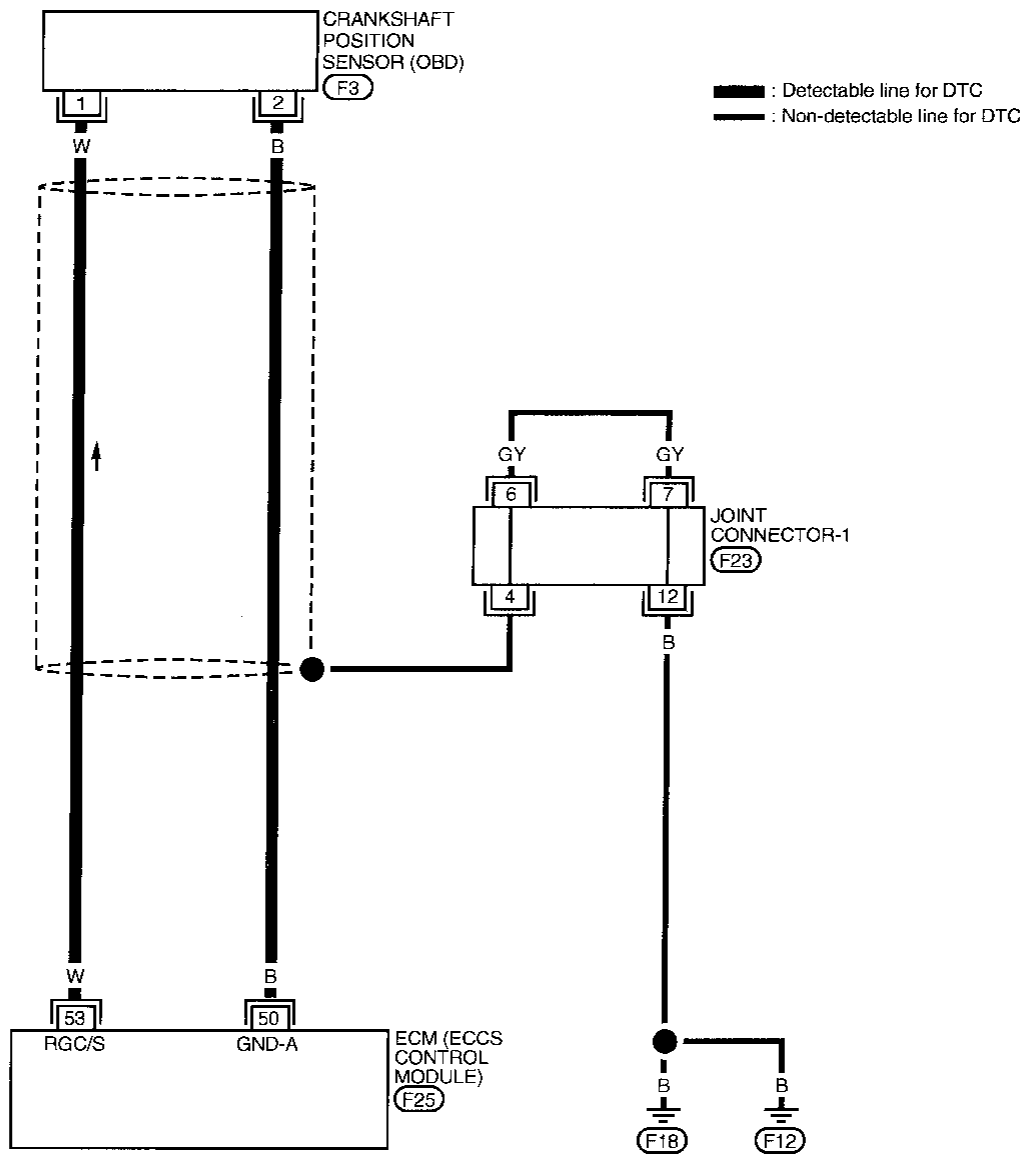 CRANKSHAFT
POSITION
SENSOR (OBD)
F3
1
2
W
B
: Detectable line for DTC
: Non-detectable line for DTC
GY
GY
6
7
JOINT
CONNECTOR-1
F23
4
12
B
W
B
53
50
RGC/S
GND-A
ECM (ECCS
CONTROL
MODULE)
F25
B
B
F18
F12